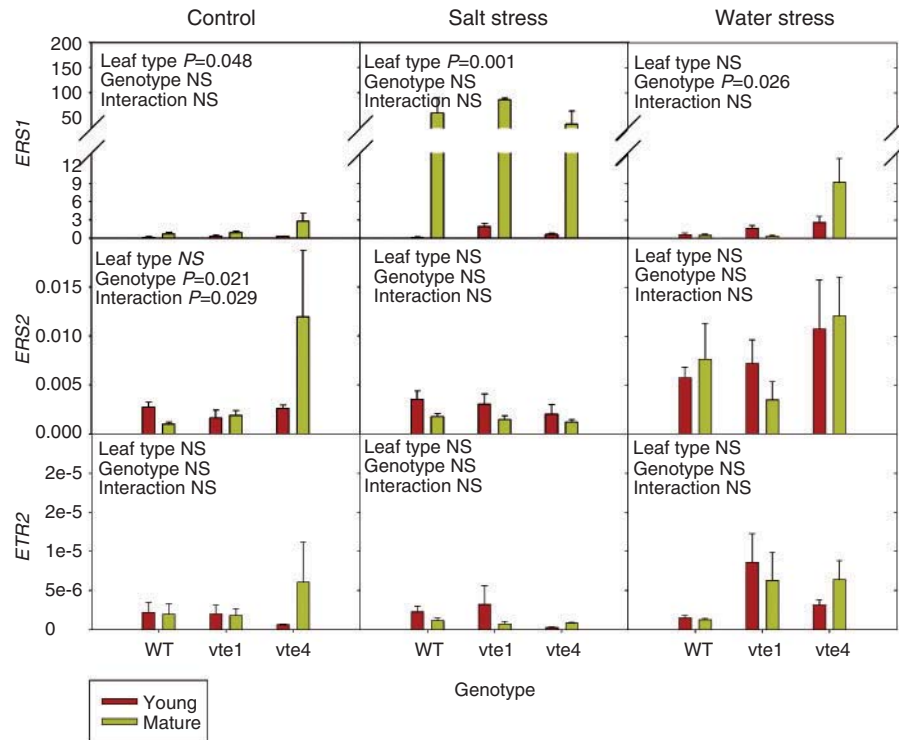 Control
Salt stress
Water stress
ERS1
200
150
100
50
12
9
6
3
0
Leaf type P=0.048
Genotype NS
Interaction NS
Leaf type P=0.001
Genotype NS
Interaction NS
Leaf type NS
Genotype P=0.026
Interaction NS
ERS2
0.015
0.010
0.005
0.000
Leaf type NS
Genotype P=0.021
Interaction P=0.029
Leaf type NS
Genotype NS
Interaction NS
Leaf type NS
Genotype NS
Interaction NS
ETR2
2e-5
2e-5
1e-5
5e-6
0
Leaf type NS
Genotype NS
Interaction NS
Leaf type NS
Genotype NS
Interaction NS
Leaf type NS
Genotype NS
Interaction NS
WT vte1 vte4
WT vte1 vte4
WT vte1 vte4
Genotype
Young
Mature